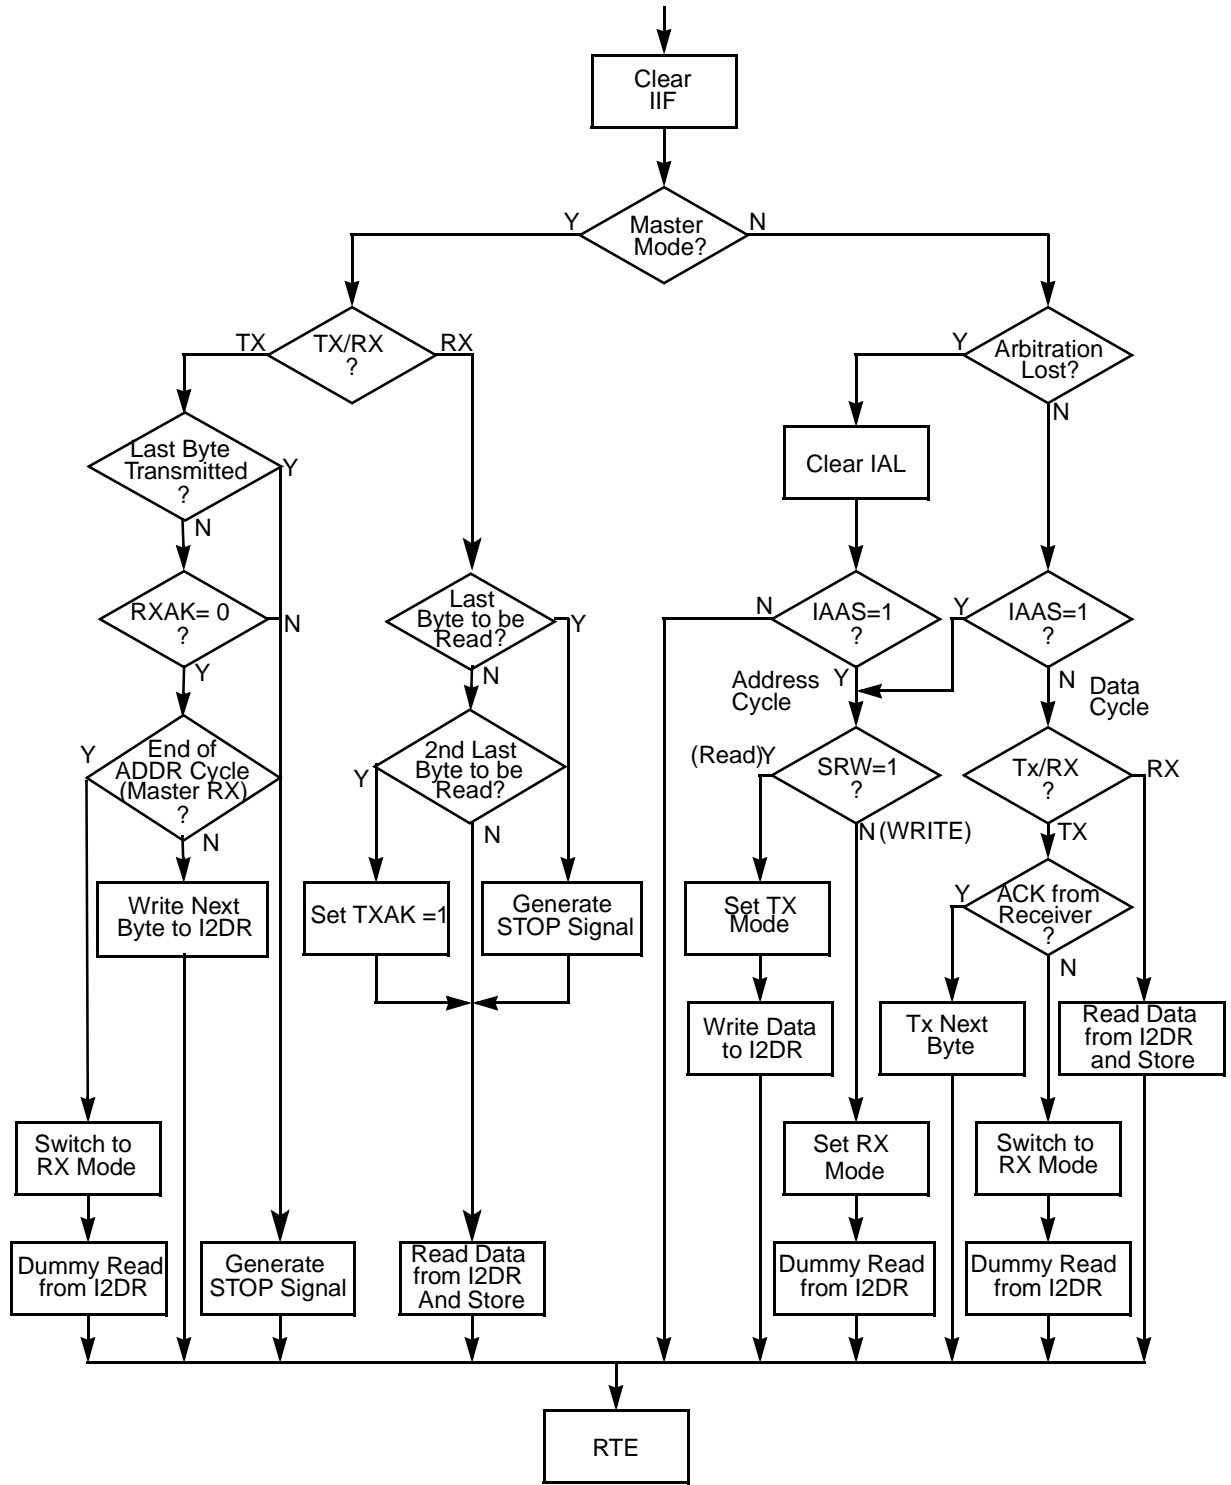 Clear
IIF
Y
Master
Mode?
N
TX
TX/RX
?
RX
Y
Arbitration
Lost?
N
Last Byte
Transmitted
?
Y
N
Clear IAL
RXAK= 0
?
N
Y
Last
Byte to be
Read?
Y
N
N
IAAS=1
?
Y
Address
Cycle
Y
IAAS=1
?
N
Data
Cycle
Y
End of
ADDR Cycle
(Master RX)
?
N
Y
2nd Last
Byte to be
Read?
N
(Read)Y
SRW=1
?
N (WRITE)
Tx/RX
?
RX
TX
Write Next
Byte to I2DR
Set TXAK =1
Generate
STOP Signal
Set TX
Mode
Y
ACK from
Receiver
?
N
Write Data
to I2DR
Tx Next
Byte
Read Data
from I2DR
and Store
Switch to
RX Mode
Set RX
Mode
Switch to
RX Mode
Dummy Read
from I2DR
Generate
STOP Signal
Read Data
from I2DR
And Store
Dummy Read
from I2DR
Dummy Read
from I2DR
RTE